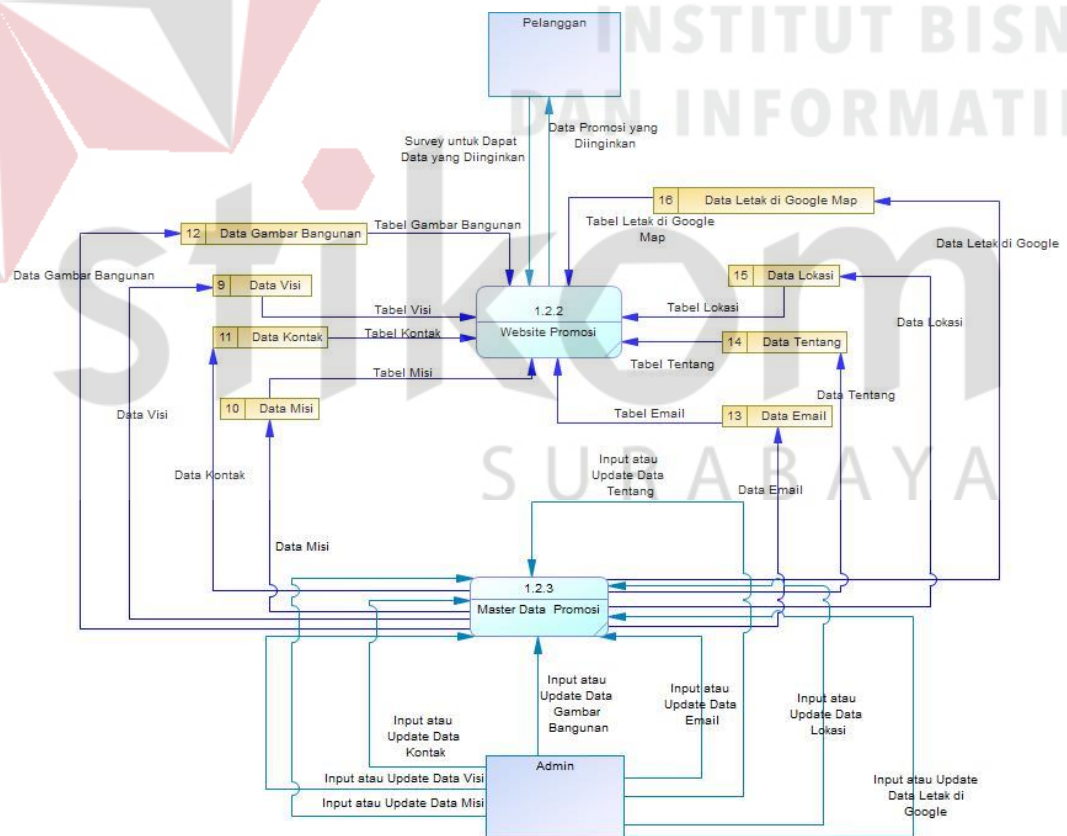 INSTITUT BISN
DAN INFORMATI
stikom
SURABAYA
Pelanggan
Survey untuk Dapat
Data yang Diinginkan
Data Promosi yang
Diinginkan
16 Data Letak di Google Map
12 Data Gambar Bangunan
Tabel Gambar Bangunan
Tabel Letak di Google
Map
Data Letak di Google
Data Gambar Bangunan
9 Data Visi
15 Data Lokasi
1.2.2
Website Promosi
Tabel Visi
Tabel Lokasi
11 Data Kontak
Tabel Kontak
Data Lokasi
14 Data Tentang
Tabel Tentang
Tabel Misi
10 Data Misi
Data Visi
Data Tentang
Tabel Email
13 Data Email
Input atau
Update Data
Tentang
Data Kontak
Data Email
Data Misi
1.2.3
Master Data Promosi
Input atau
Update Data
Gambar
Bangunan
Input atau
Update Data
Email
Input atau
Update Data
Lokasi
Input atau
Update Data
Kontak
Admin
Input atau Update Data Visi
Input atau Update Data Misi
Input atau Update
Data Letak di
Google